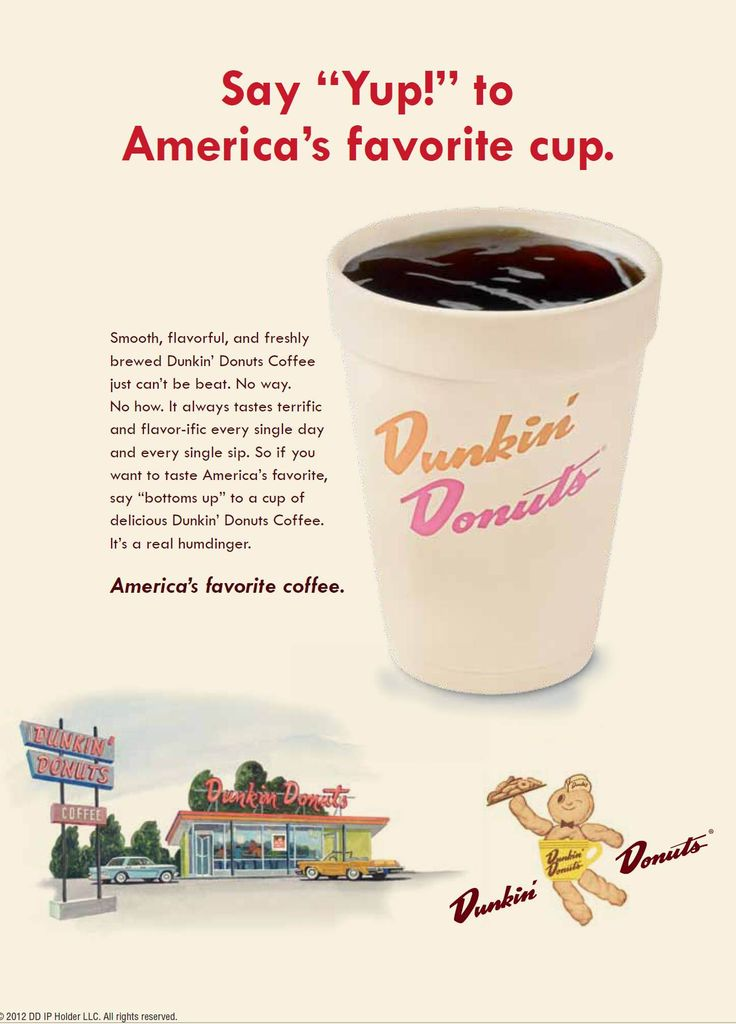 Say “Yup!” to
America’s favorite cup.
Smooth, flavorful, and freshly
brewed Dunkin’ Donuts Coffee
just can’t be beat. No way.
No how. It always tastes terrific
and flavor-ific every single day
and every single sip. So if you
want to taste America’s favorite,
say “bottoms up” to a cup of
delicious Dunkin’ Donuts Coffee.
It’s a real humdinger.
America’s favorite coffee.
Dunkin’
Donuts®
DUNKIN’
DONUTS
COFFEE
Dunkin Donuts
Dunkin’
Donuts
Dunkin’ Donuts®
© 2012 DD IP Holder LLC. All rights reserved.